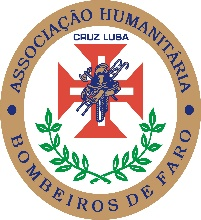 ASSOCIAÇÃO HUMANITÁRIA
CRUZ LUSA
BOMBEIROS DE FARO